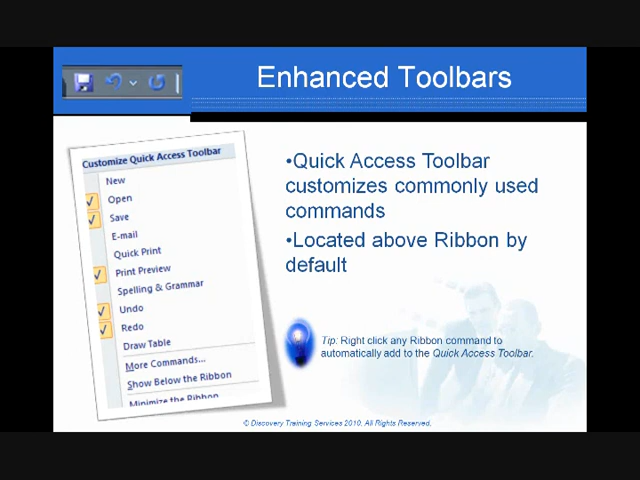 Enhanced Toolbars
Customize Quick Access Toolbar
New
Open
Save
E-mail
Quick Print
Print Preview
Spelling & Grammar
Undo
Redo
Draw Table
More Commands...
Show Below the Ribbon
Minimize the Ribbon
•Quick Access Toolbar
customizes commonly used
commands
•Located above Ribbon by
default
Tip: Right click any Ribbon command to
automatically add to the Quick Access Toolbar.
© Discovery Training Services 2010. All Rights Reserved.